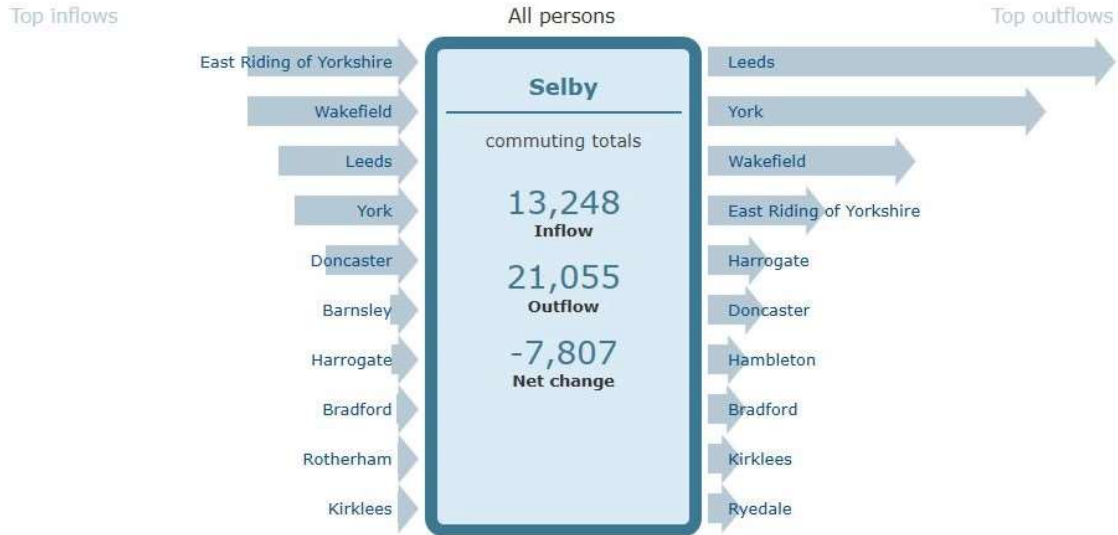 Top inflows
All persons
Top outflows
East Riding of Yorkshire
Wakefield
Leeds
York
Doncaster
Barnsley
Harrogate
Bradford
Rotherham
Kirklees
Selby
commuting totals
13,248
Inflow
21,055
Outflow
-7,807
Net change
Leeds
York
Wakefield
East Riding of Yorkshire
Harrogate
Doncaster
Hambleton
Bradford
Kirklees
Ryedale